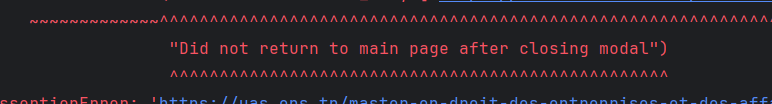 ~~~~~~~~~~~~~^^^^^^^^^^^^^^^^^^^^^^^^^^^^^^^^^^^^^^^^^^^^^^^^^^^^^^^^^^^^^
"Did not return to main page after closing modal")
^^^^^^^^^^^^^^^^^^^^^^^^^^^^^^^^^^^^^^^^^^^^^^^^^^
ssertionError: 'https://uas.ens.tn/master-en-droit-des-entreprises-et-des-aff